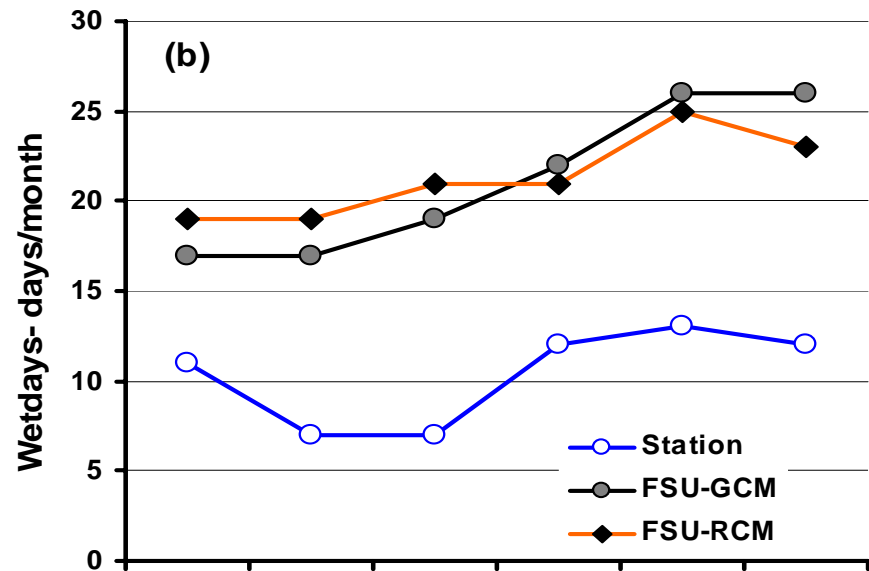 (b)
Wetdays- days/month
30
25
20
15
10
5
0
Station
FSU-GCM
FSU-RCM